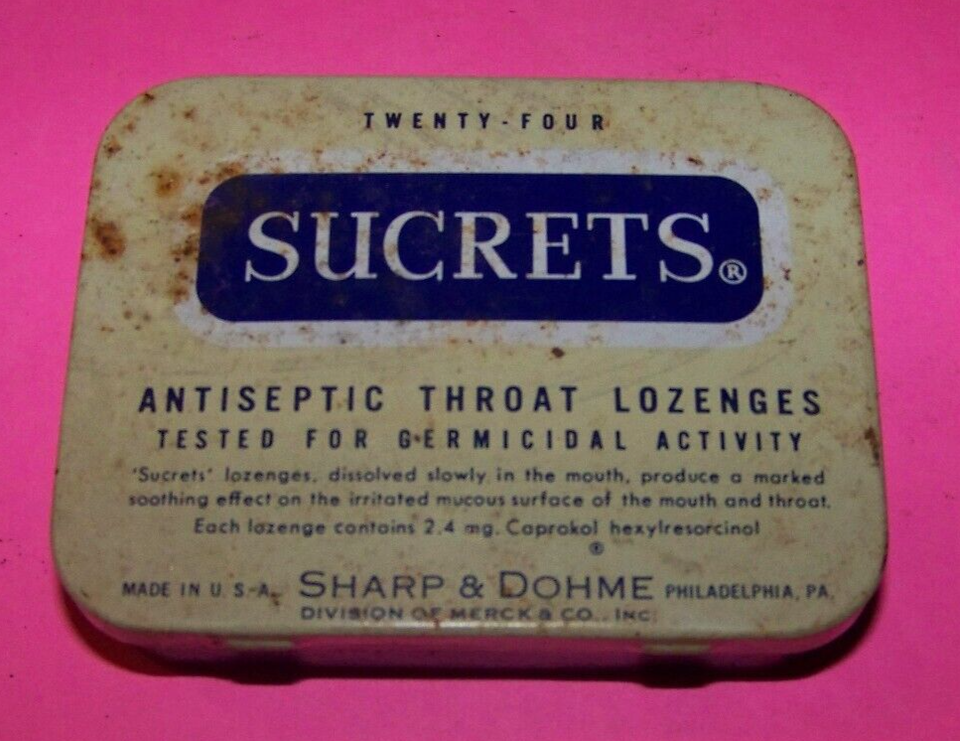 TWENTY-FOUR
SUCRETS®
ANTISEPTIC THROAT LOZENGES
TESTED FOR GERMICIDAL ACTIVITY
'Sucrets' lozenges, dissolved slowly in the mouth, produce a marked
soothing effect on the irritated mucous surface of the mouth and throat.
Each lozenge contains 2.4 mg. Caprokol hexylresorcinol
®
MADE IN U.S.A. SHARP & DOHME PHILADELPHIA, PA.
DIVISION OF MERCK & CO., INC.